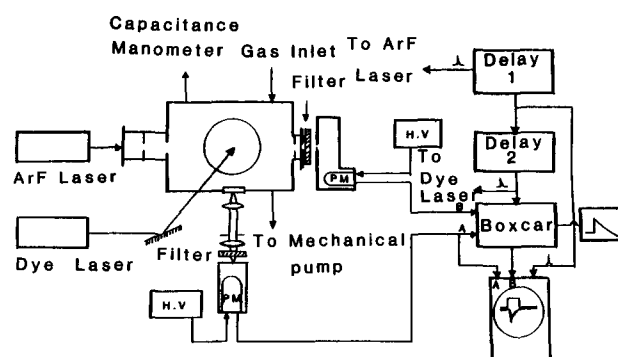 Capacitance
Manometer
Gas Inlet
To ArF
Laser
Filter
Delay
1
H.V
PM
To
Dye
Laser
Delay
2
B
A
Boxcar
ArF Laser
Dye Laser
Filter
To Mechanical
pump
H.V
PM
A
B